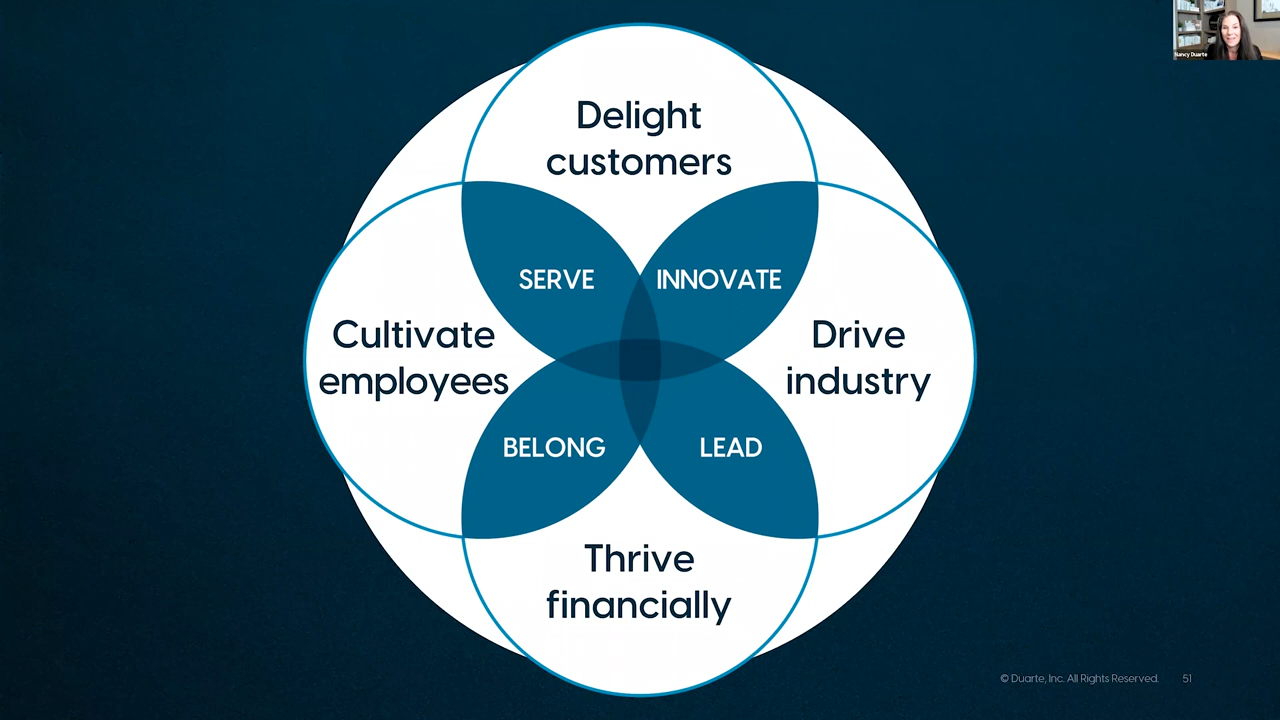 Nancy Duarte
Delight
customers
SERVE
INNOVATE
Cultivate
employees
Drive
industry
BELONG
LEAD
Thrive
financially
© Duarte, Inc. All Rights Reserved.
51